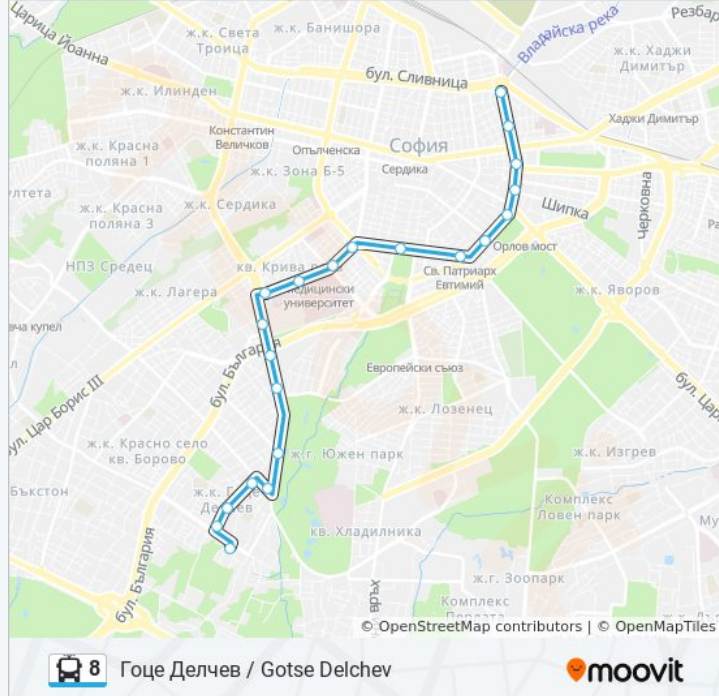 Царица Йоанна
ж.к. Света
Троица
ж.к. Банишора
Владайска река
Резбар
ж.к. Хаджи
Димитър
бул. Сливница
ж.к. Илинден
Константин
Величков
Хаджи Димитър
ж.к. Красна
поляна 1
Опълченска
София
Сердика
ж.к. Зона Б-5
ж.к. Сердика
Шипка
Черковна
ж.к. Красна
поляна 3
Орлов мост
НПЗ Средец
кв. Крива
Св. Патриарх
Евтимий
ж.к. Лагера
университет
ж.к. Яворов
бул. България
Европейски съюз
бул. Цар Борис III
ж.к. Лозенец
ж.к. Красно село
кв. Борово
ж.г. Южен парк
ж.к. Изгрев
Бъкстон
Комплекс
Ловен парк
кв. Хладилника
ж.г. Зоопарк
бул. България
Комплекс
© OpenStreetMap contributors | © OpenMapTiles
8 Гоце Делчев / Gotse Delchev
moovit